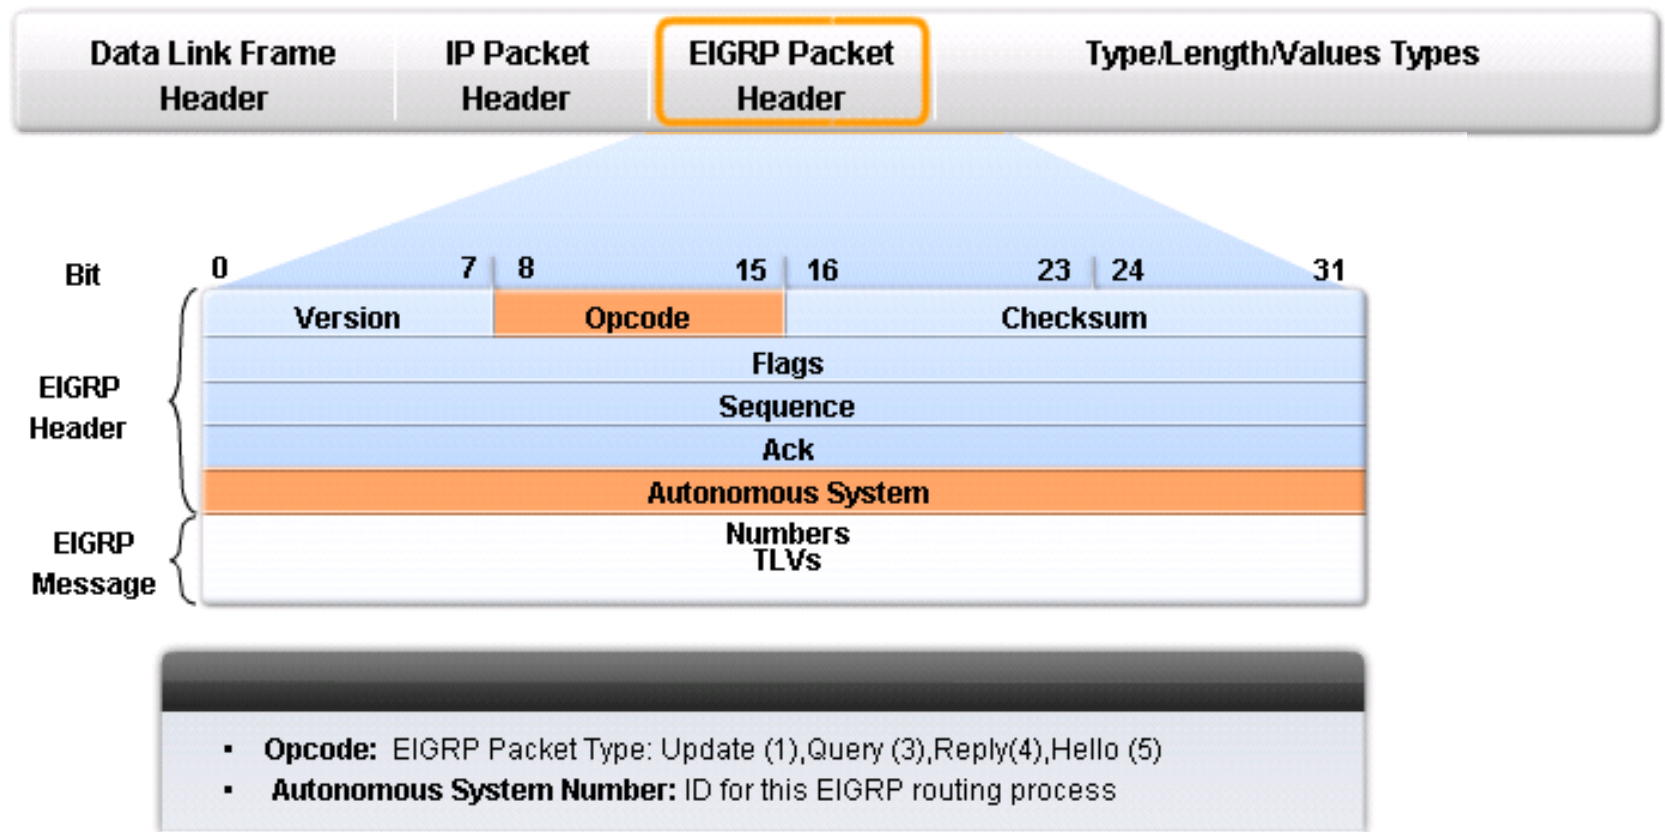 Data Link Frame Header
IP Packet Header
EIGRP Packet Header
Type/Length/Values Types
Bit 0 7 8 15 16 23 24 31
Version Opcode Checksum
Flags
EIGRP Header
Sequence
Ack
Autonomous System
Numbers
EIGRP Message
TLVs
▪ Opcode: EIGRP Packet Type: Update (1),Query (3),Reply(4),Hello (5)
▪ Autonomous System Number: ID for this EIGRP routing process